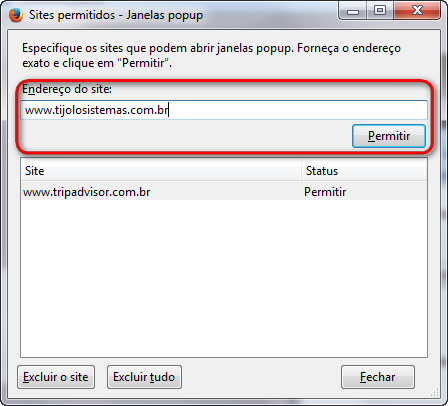 Sites permitidos - Janelas popup
Especifique os sites que podem abrir janelas popup. Forneça o endereço
exato e clique em “Permitir”.
Endereço do site:
www.tijolosistemas.com.br
Permitir
Site Status
www.tripadvisor.com.br Permitir
Excluir o site Excluir tudo Fechar